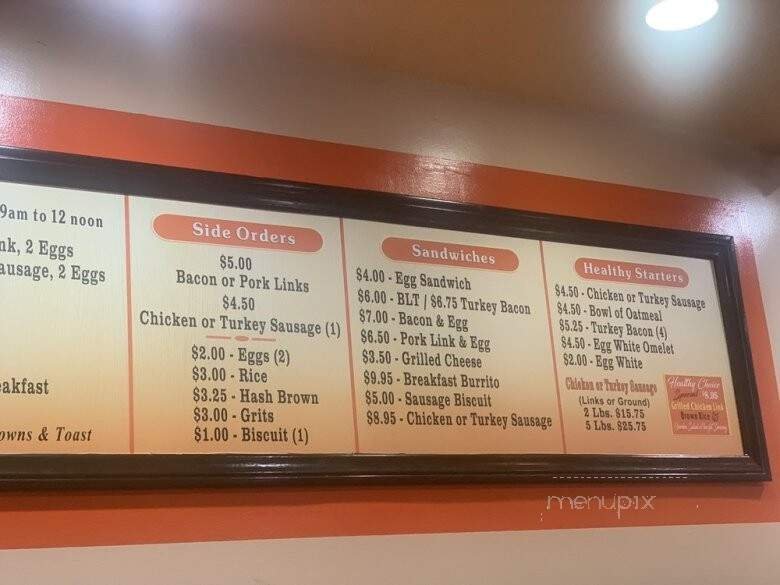 9am to 12 noon
nk, 2 Eggs
ausage, 2 Eggs
eakfast
owns & Toast
Side Orders
$5.00
Bacon or Pork Links
$4.50
Chicken or Turkey Sausage (1)
$2.00 - Eggs (2)
$3.00 - Rice
$3.25 - Hash Brown
$3.00 - Grits
$1.00 - Biscuit (1)
Sandwiches
$4.00 - Egg Sandwich
$6.00 - BLT / $6.75 Turkey Bacon
$7.00 - Bacon & Egg
$6.50 - Pork Link & Egg
$3.50 - Grilled Cheese
$9.95 - Breakfast Burrito
$5.00 - Sausage Biscuit
$8.95 - Chicken or Turkey Sausage
Healthy Starters
$4.50 - Chicken or Turkey Sausage
$4.50 - Bowl of Oatmeal
$5.25 - Turkey Bacon (4)
$4.50 - Egg White Omelet
$2.00 - Egg White
Chicken or Turkey Sausage
(Links or Ground)
2 Lbs. $15.75
5 Lbs. $25.75
Healthy Choice
Special
Grilled Chicken Link
Brown Rice
menupix